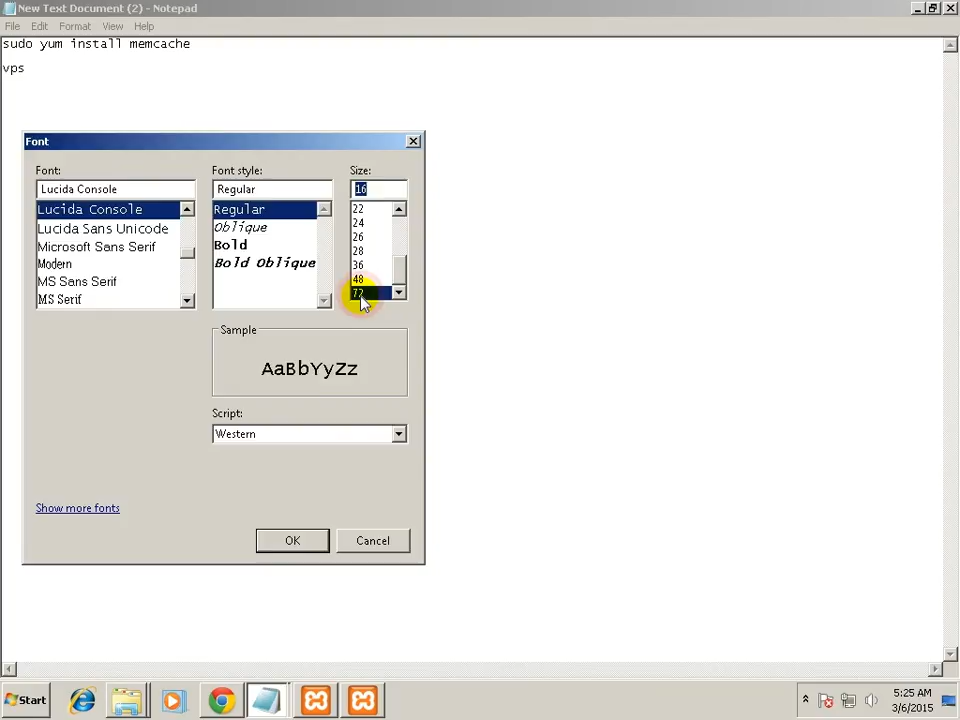 New Text Document (2) - Notepad
File Edit Format View Help
sudo yum install memcache
vps
Font
Font: Font style: Size:
Lucida Console Regular 16
Lucida Console Regular 22
Lucida Sans Unicode Oblique 24
Microsoft Sans Serif Bold 26
Modern Bold Oblique 28
MS Sans Serif 36
MS Serif 48
72
Sample
AaBbYyZz
Script:
Western
Show more fonts
OK Cancel
Start 5:25 AM
3/6/2015